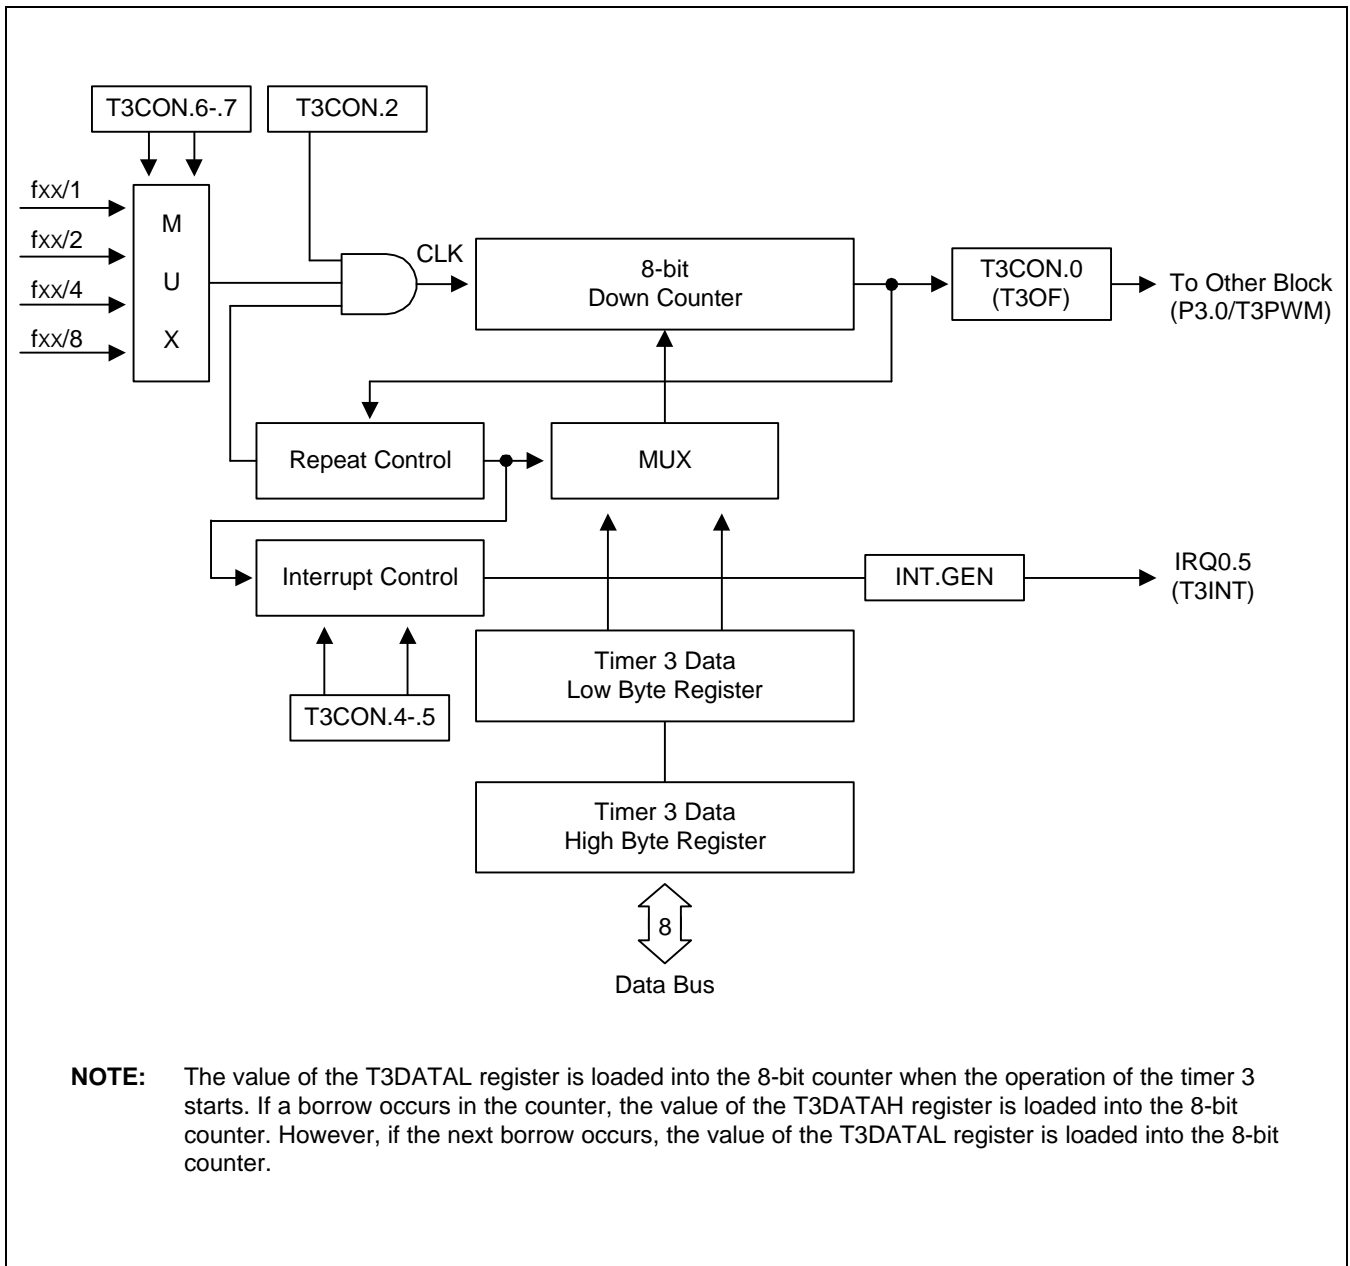 T3CON.6-.7
T3CON.2
fxx/1
fxx/2
fxx/4
fxx/8
M
U
X
CLK
8-bit
Down Counter
T3CON.0
(T3OF)
To Other Block
(P3.0/T3PWM)
Repeat Control
MUX
Interrupt Control
INT.GEN
IRQ0.5
(T3INT)
T3CON.4-.5
Timer 3 Data
Low Byte Register
Timer 3 Data
High Byte Register
8
Data Bus
NOTE: The value of the T3DATAL register is loaded into the 8-bit counter when the operation of the timer 3
starts. If a borrow occurs in the counter, the value of the T3DATAH register is loaded into the 8-bit
counter. However, if the next borrow occurs, the value of the T3DATAL register is loaded into the 8-bit
counter.